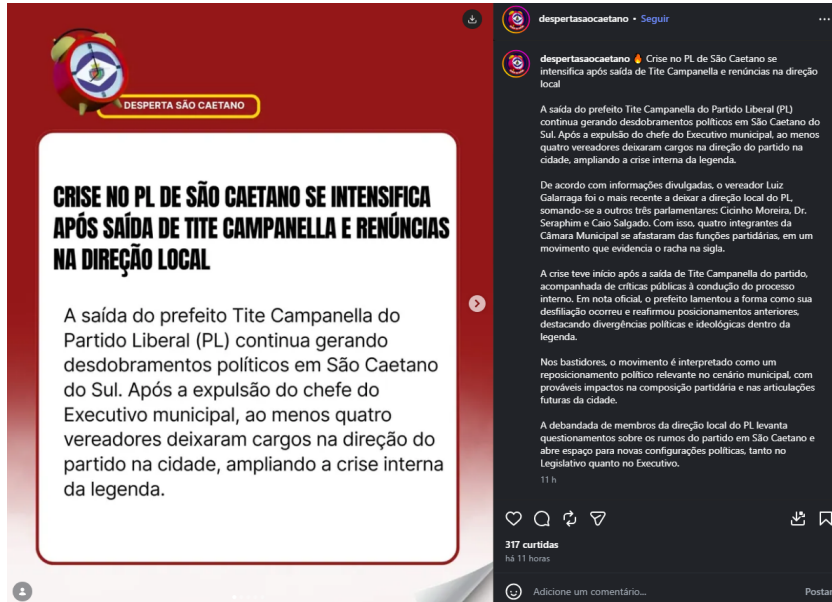 DESPERTA SÃO CAETANO
CRISE NO PL DE SÃO CAETANO SE INTENSIFICA
APÓS SAÍDA DE TITE CAMPANELLA E RENÚNCIAS
NA DIREÇÃO LOCAL
A saída do prefeito Tite Campanella do
Partido Liberal (PL) continua gerando
desdobramentos políticos em São Caetano
do Sul. Após a expulsão do chefe do
Executivo municipal, ao menos quatro
vereadores deixaram cargos na direção do
partido na cidade, ampliando a crise interna
da legenda.
despertasaocaetano • Seguir
despertasaocaetano 🔥 Crise no PL de São Caetano se
intensifica após saída de Tite Campanella e renúncias na direção
local
A saída do prefeito Tite Campanella do Partido Liberal (PL)
continua gerando desdobramentos políticos em São Caetano do
Sul. Após a expulsão do chefe do Executivo municipal, ao menos
quatro vereadores deixaram cargos na direção do partido na
cidade, ampliando a crise interna da legenda.
De acordo com informações divulgadas, o vereador Luiz
Galarraga foi o mais recente a deixar a direção local do PL,
somando-se a outros três parlamentares: Cicinho Moreira, Dr.
Seraphim e Caio Salgado. Com isso, quatro integrantes da
Câmara Municipal se afastaram das funções partidárias, em um
movimento que evidencia o racha na sigla.
A crise teve início após a saída de Tite Campanella do partido,
acompanhada de críticas públicas à condução do processo
interno. Em nota oficial, o prefeito lamentou a forma como sua
desfiliação ocorreu e reafirmou posicionamentos anteriores,
destacando divergências políticas e ideológicas dentro da
legenda.
Nos bastidores, o movimento é interpretado como um
reposicionamento político relevante no cenário municipal, com
prováveis impactos na composição partidária e nas articulações
futuras da cidade.
A debandada de membros da direção local do PL levanta
questionamentos sobre os rumos do partido em São Caetano e
abre espaço para novas configurações políticas, tanto no
Legislativo quanto no Executivo.
11 h
317 curtidas
há 11 horas
Adicione um comentário... Postar